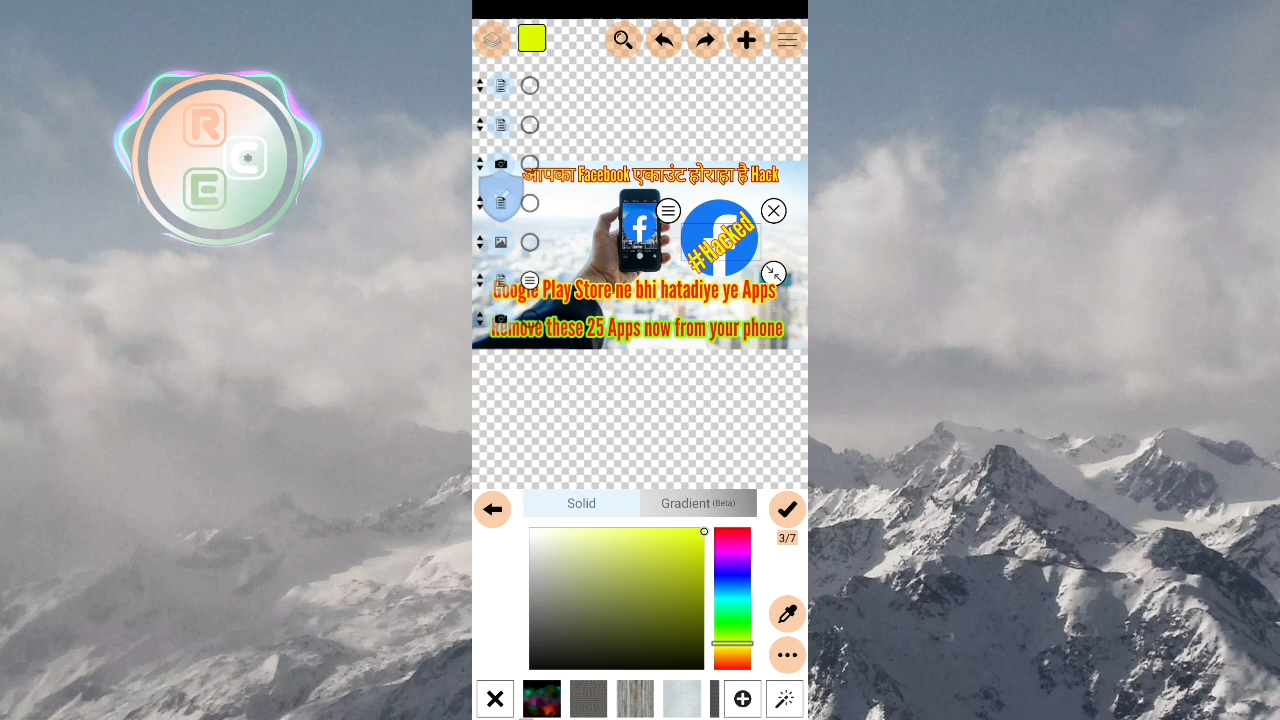 R
C
E
आपका Facebook एकाउंट होराहा है Hack
#Hacked
Google Play Store ne bhi hatadiye ye Apps
Remove these 25 Apps now from your phone
Solid
Gradient (Beta)
3/7